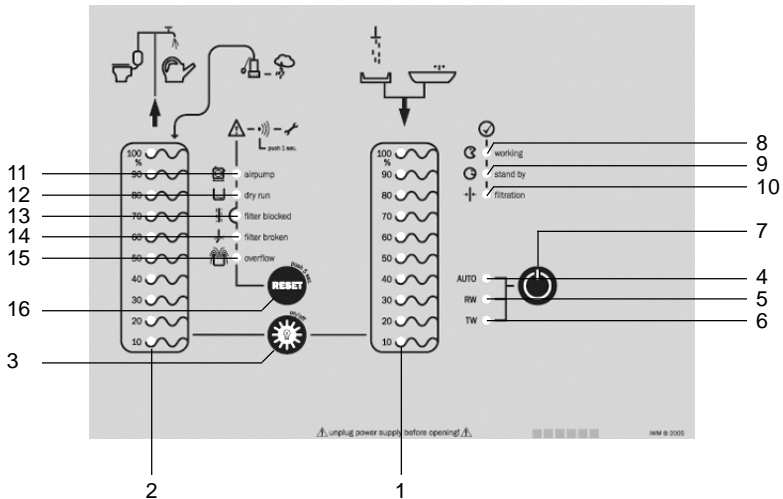 push 1 sec.
100
%
90
80
70
60
50
40
30
20
10
airpump
dry run
filter blocked
filter broken
overflow
push 5 sec
RESET
on/off
100
%
90
80
70
60
50
40
30
20
10
working
stand by
filtration
AUTO
RW
TW
11
12
13
14
15
16
3
8
9
10
7
4
5
6
unplug power supply before opening!
IWM © 2005
2
1